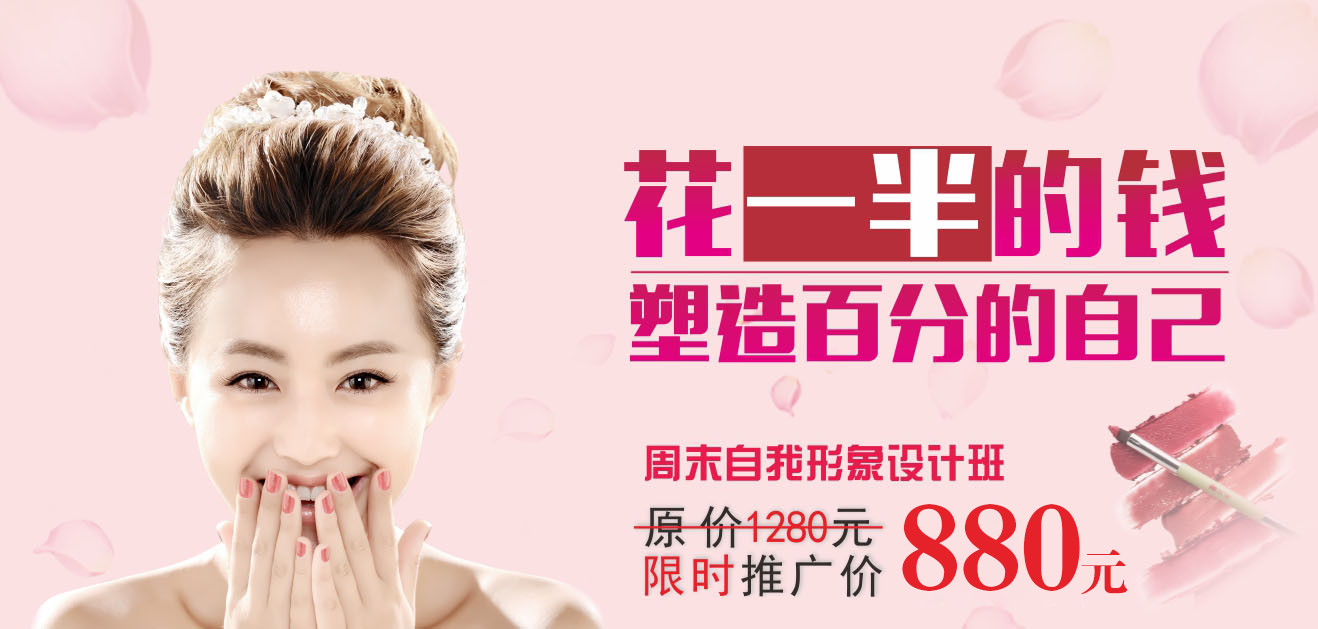 花一半的钱
塑造百分的自己
周末自我形象设计班
原价1280元
限时推广价
880元